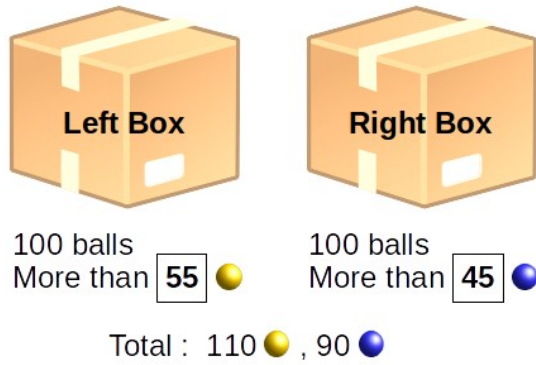 Left Box
Right Box
100 balls
More than 55
100 balls
More than 45
Total : 110 , 90